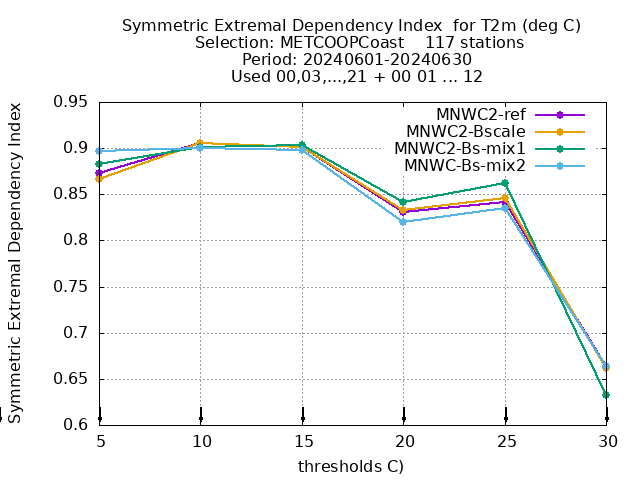 Symmetric Extremal Dependency Index  for T2m (deg C)
Selection: METCOOPCoast    117 stations
Period: 20240601-20240630
Used 00,03,...,21 + 00 01 ... 12
MNWC2-ref
MNWC2-Bscale
MNWC2-Bs-mix1
MNWC-Bs-mix2
Symmetric Extremal Dependency Index
0.95
0.9
0.85
0.8
0.75
0.7
0.65
0.6
5 10 15 20 25 30
thresholds C)